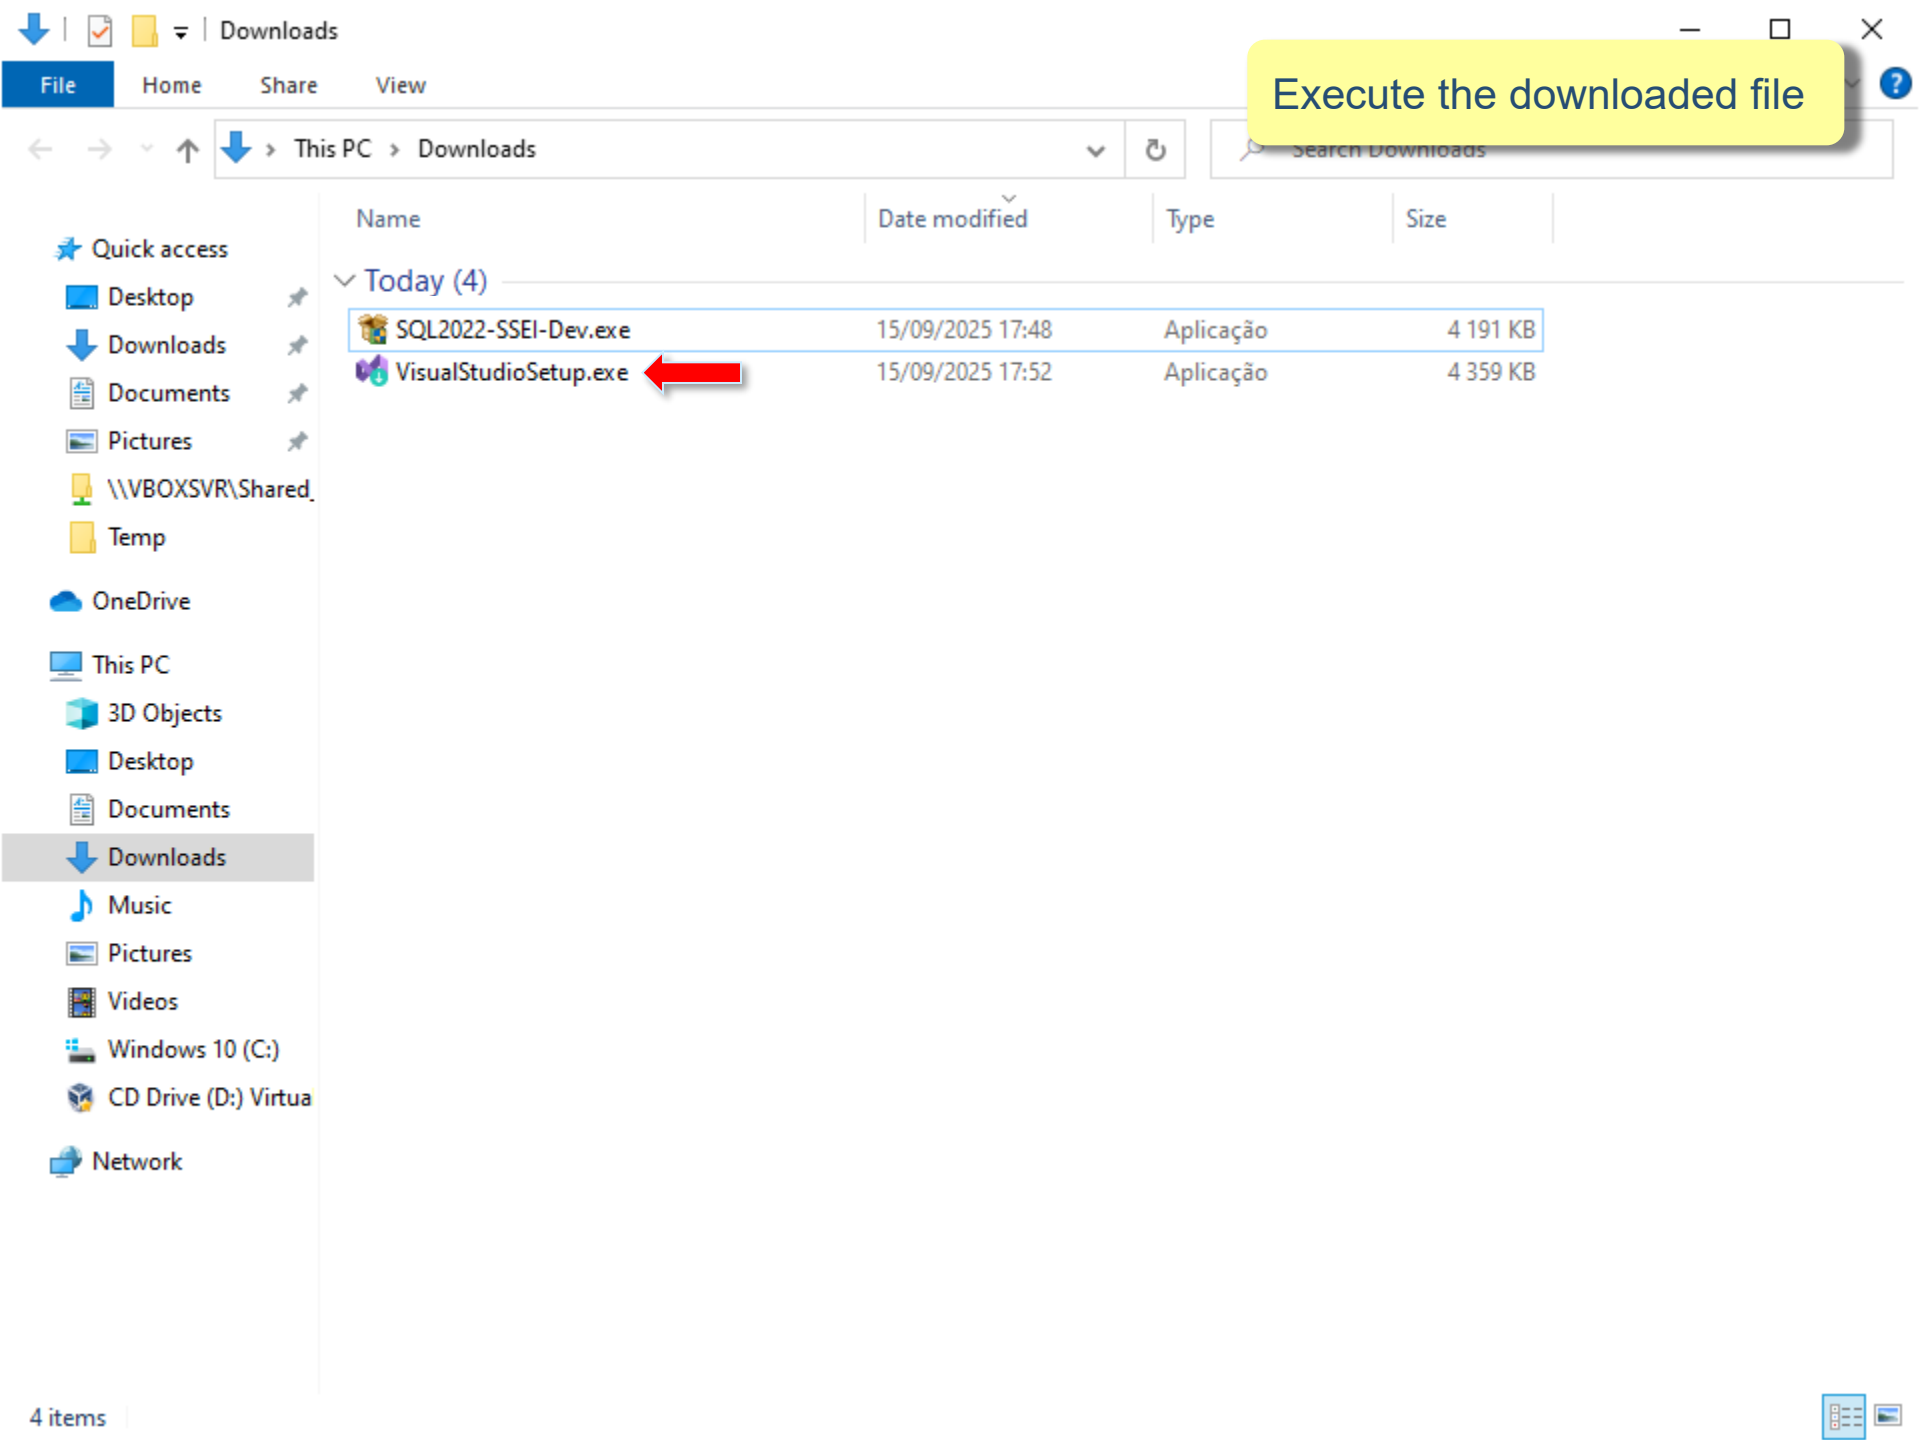 Downloads
File Home Share View
Execute the downloaded file
This PC > Downloads
Search Downloads
Name Date modified Type Size
Quick access
Desktop
Downloads
Documents
Pictures
\\VBOXSVR\Shared_
Temp
OneDrive
This PC
3D Objects
Desktop
Documents
Downloads
Music
Pictures
Videos
Windows 10 (C:)
CD Drive (D:) Virtua
Network
Today (4)
SQL2022-SSEI-Dev.exe 15/09/2025 17:48 Aplicação 4 191 KB
VisualStudioSetup.exe 15/09/2025 17:52 Aplicação 4 359 KB
4 items